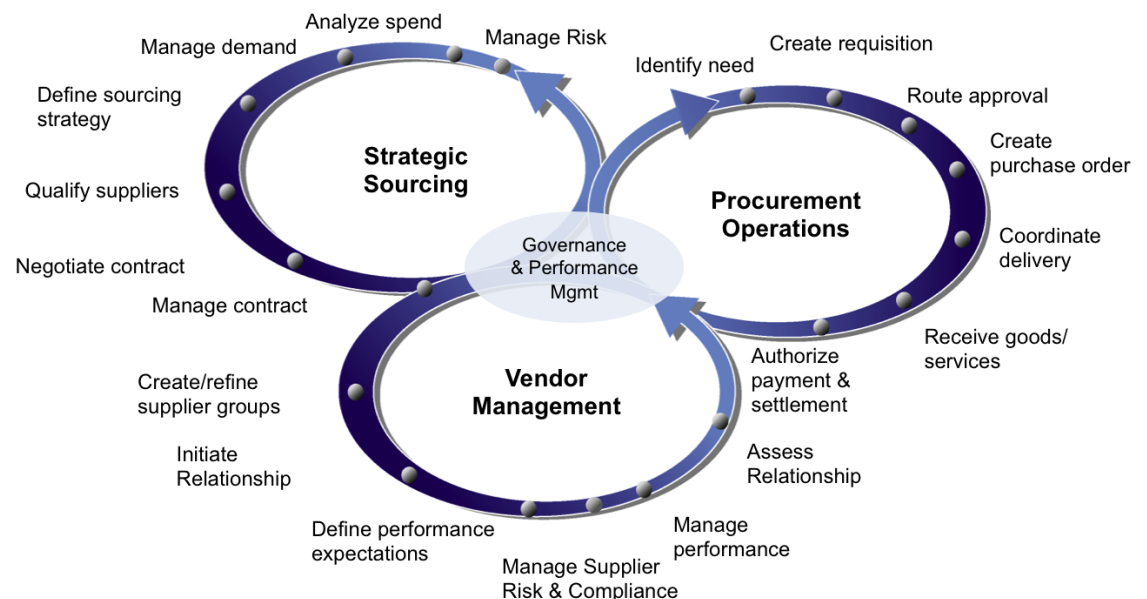 Analyze spend
Manage Risk
Manage demand
Define sourcing
strategy
Qualify suppliers
Negotiate contract
Manage contract
Strategic
Sourcing
Identify need
Create requisition
Route approval
Create
purchase order
Coordinate
delivery
Receive goods/
services
Authorize
payment &
settlement
Procurement
Operations
Governance
& Performance
Mgmt
Create/refine
supplier groups
Initiate
Relationship
Define performance
expectations
Manage Supplier
Risk & Compliance
Manage
performance
Assess
Relationship
Vendor
Management